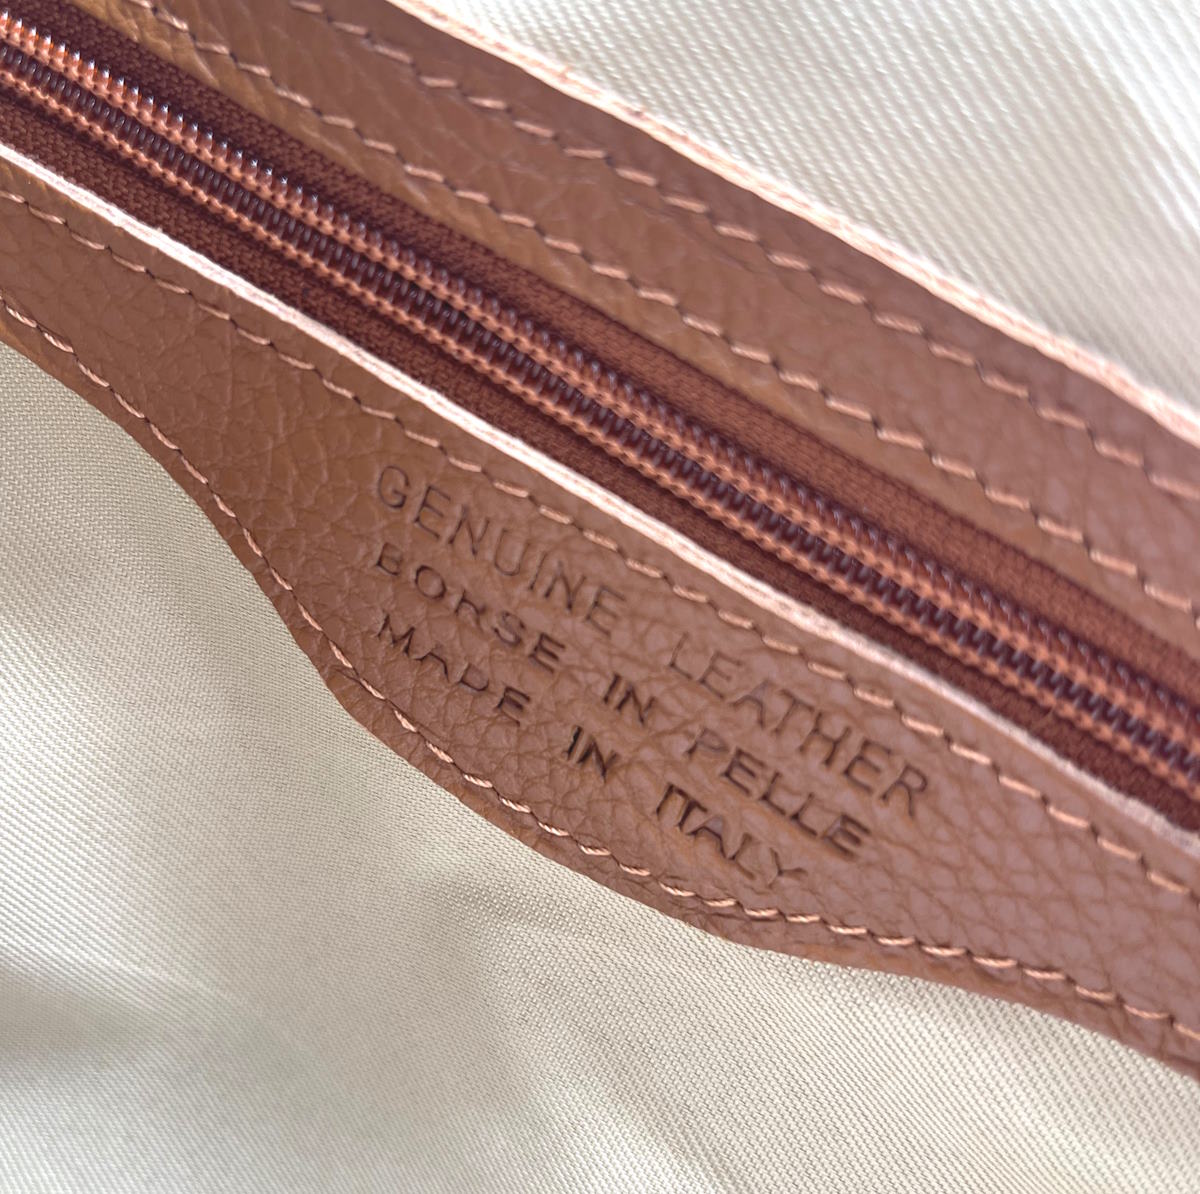 GENUINE LEATHER
BORSE IN PELLE
MADE IN ITALY